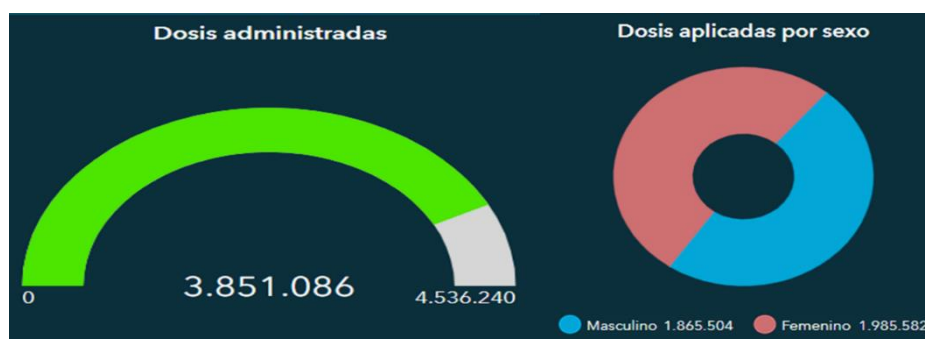 Dosis administradas
0
3.851.086
4.536.240
Dosis aplicadas por sexo
Masculino 1.865.504
Femenino 1.985.582